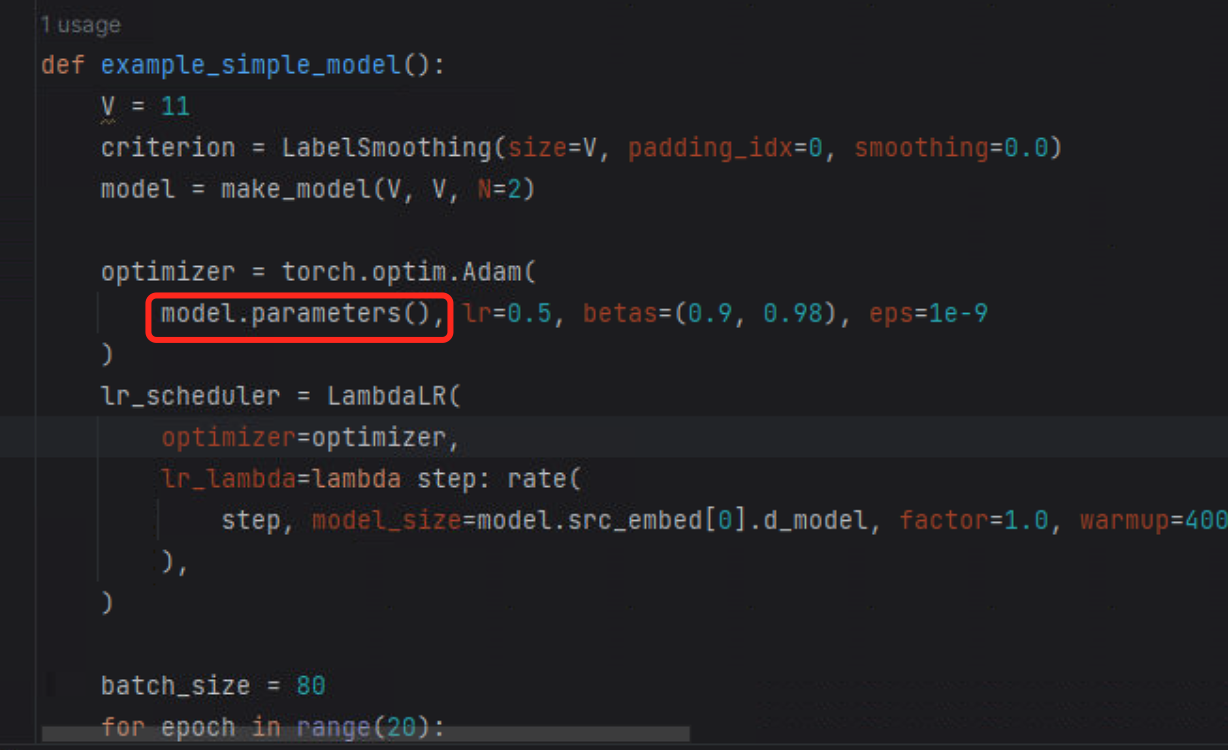 1 usage
def example_simple_model():
V = 11
criterion = LabelSmoothing(size=V, padding_idx=0, smoothing=0.0)
model = make_model(V, V, N=2)
optimizer = torch.optim.Adam(
model.parameters(), lr=0.5, betas=(0.9, 0.98), eps=1e-9
)
lr_scheduler = LambdaLR(
optimizer=optimizer,
lr_lambda=lambda step: rate(
step, model_size=model.src_embed[0].d_model, factor=1.0, warmup=400
),
)
batch_size = 80
for epoch in range(20):